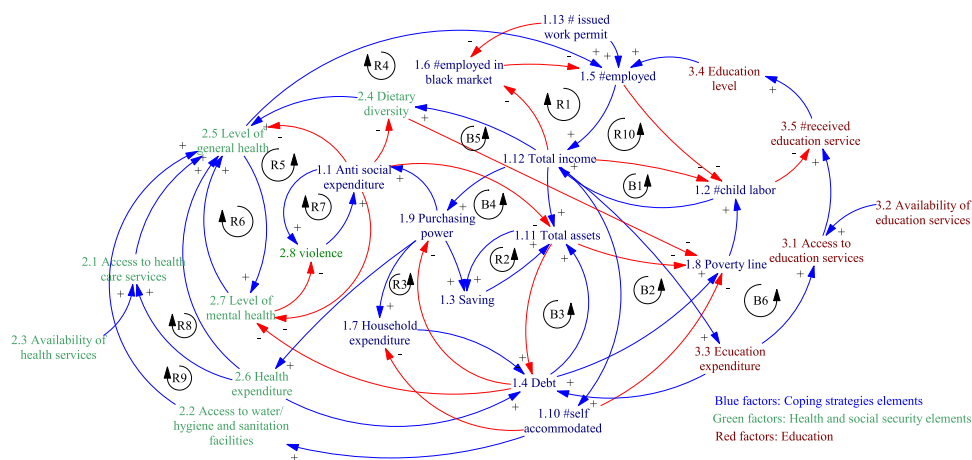 1.13 # issued
work permit
R4
1.6 #employed in
black market
1.5 #employed
3.4 Education
level
2.4 Dietary
diversity
R1
3.5 #received
education service
2.5 Level of
general health
B5
R10
R5
1.12 Total income
1.1 Anti social
expenditure
B1
1.2 #child labor
R7
R6
1.9 Purchasing
power
B4
3.2 Availability of
education services
1.11 Total assets
2.8 violence
R2
3.1 Access to
education services
2.1 Access to health
care services
1.8 Poverty line
R3
B2
2.7 Level of
mental health
1.3 Saving
B6
B3
R8
1.7 Household
expenditure
2.3 Availability of
health services
3.3 Eucation
expenditure
R9
2.6 Health
expenditure
1.4 Debt
2.2 Access to water/
hygiene and sanitation
facilities
1.10 #self
accommodated
Blue factors: Coping strategies elements
Green factors: Health and social security elements
Red factors: Education